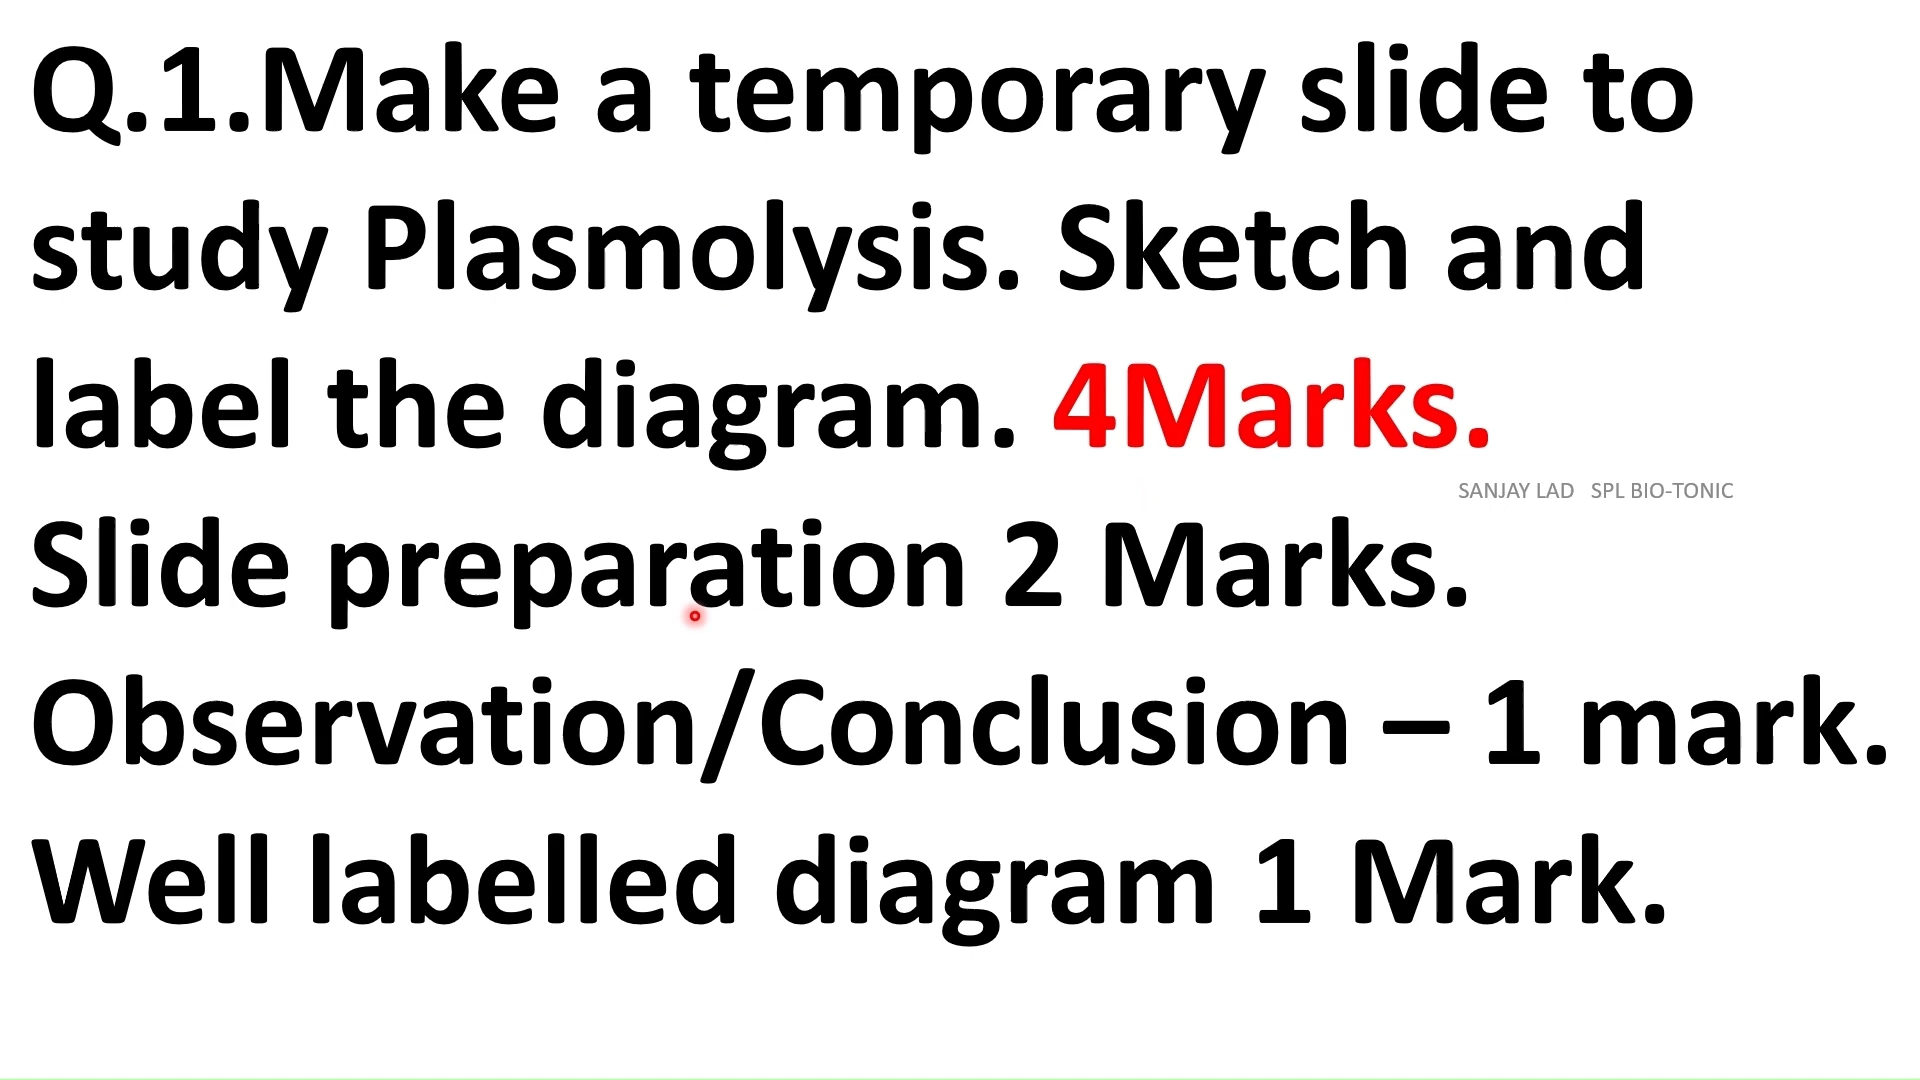 Q.1.Make a temporary slide to
study Plasmolysis. Sketch and
label the diagram. 4Marks.
SANJAY LAD SPL BIO-TONIC
Slide preparation 2 Marks.
Observation/Conclusion – 1 mark.
Well labelled diagram 1 Mark.